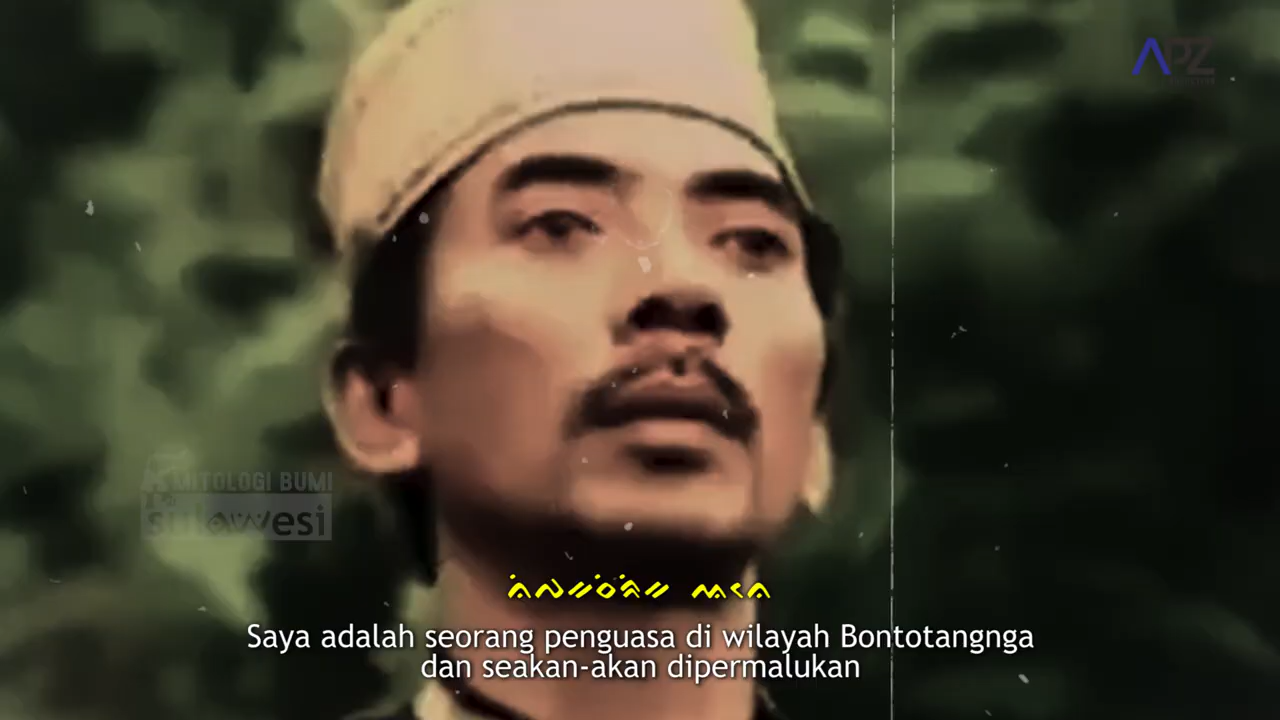 APZ
MITOLOGI BUMI
sulawesi
Saya adalah seorang penguasa di wilayah Bontotangnga
dan seakan-akan dipermalukan